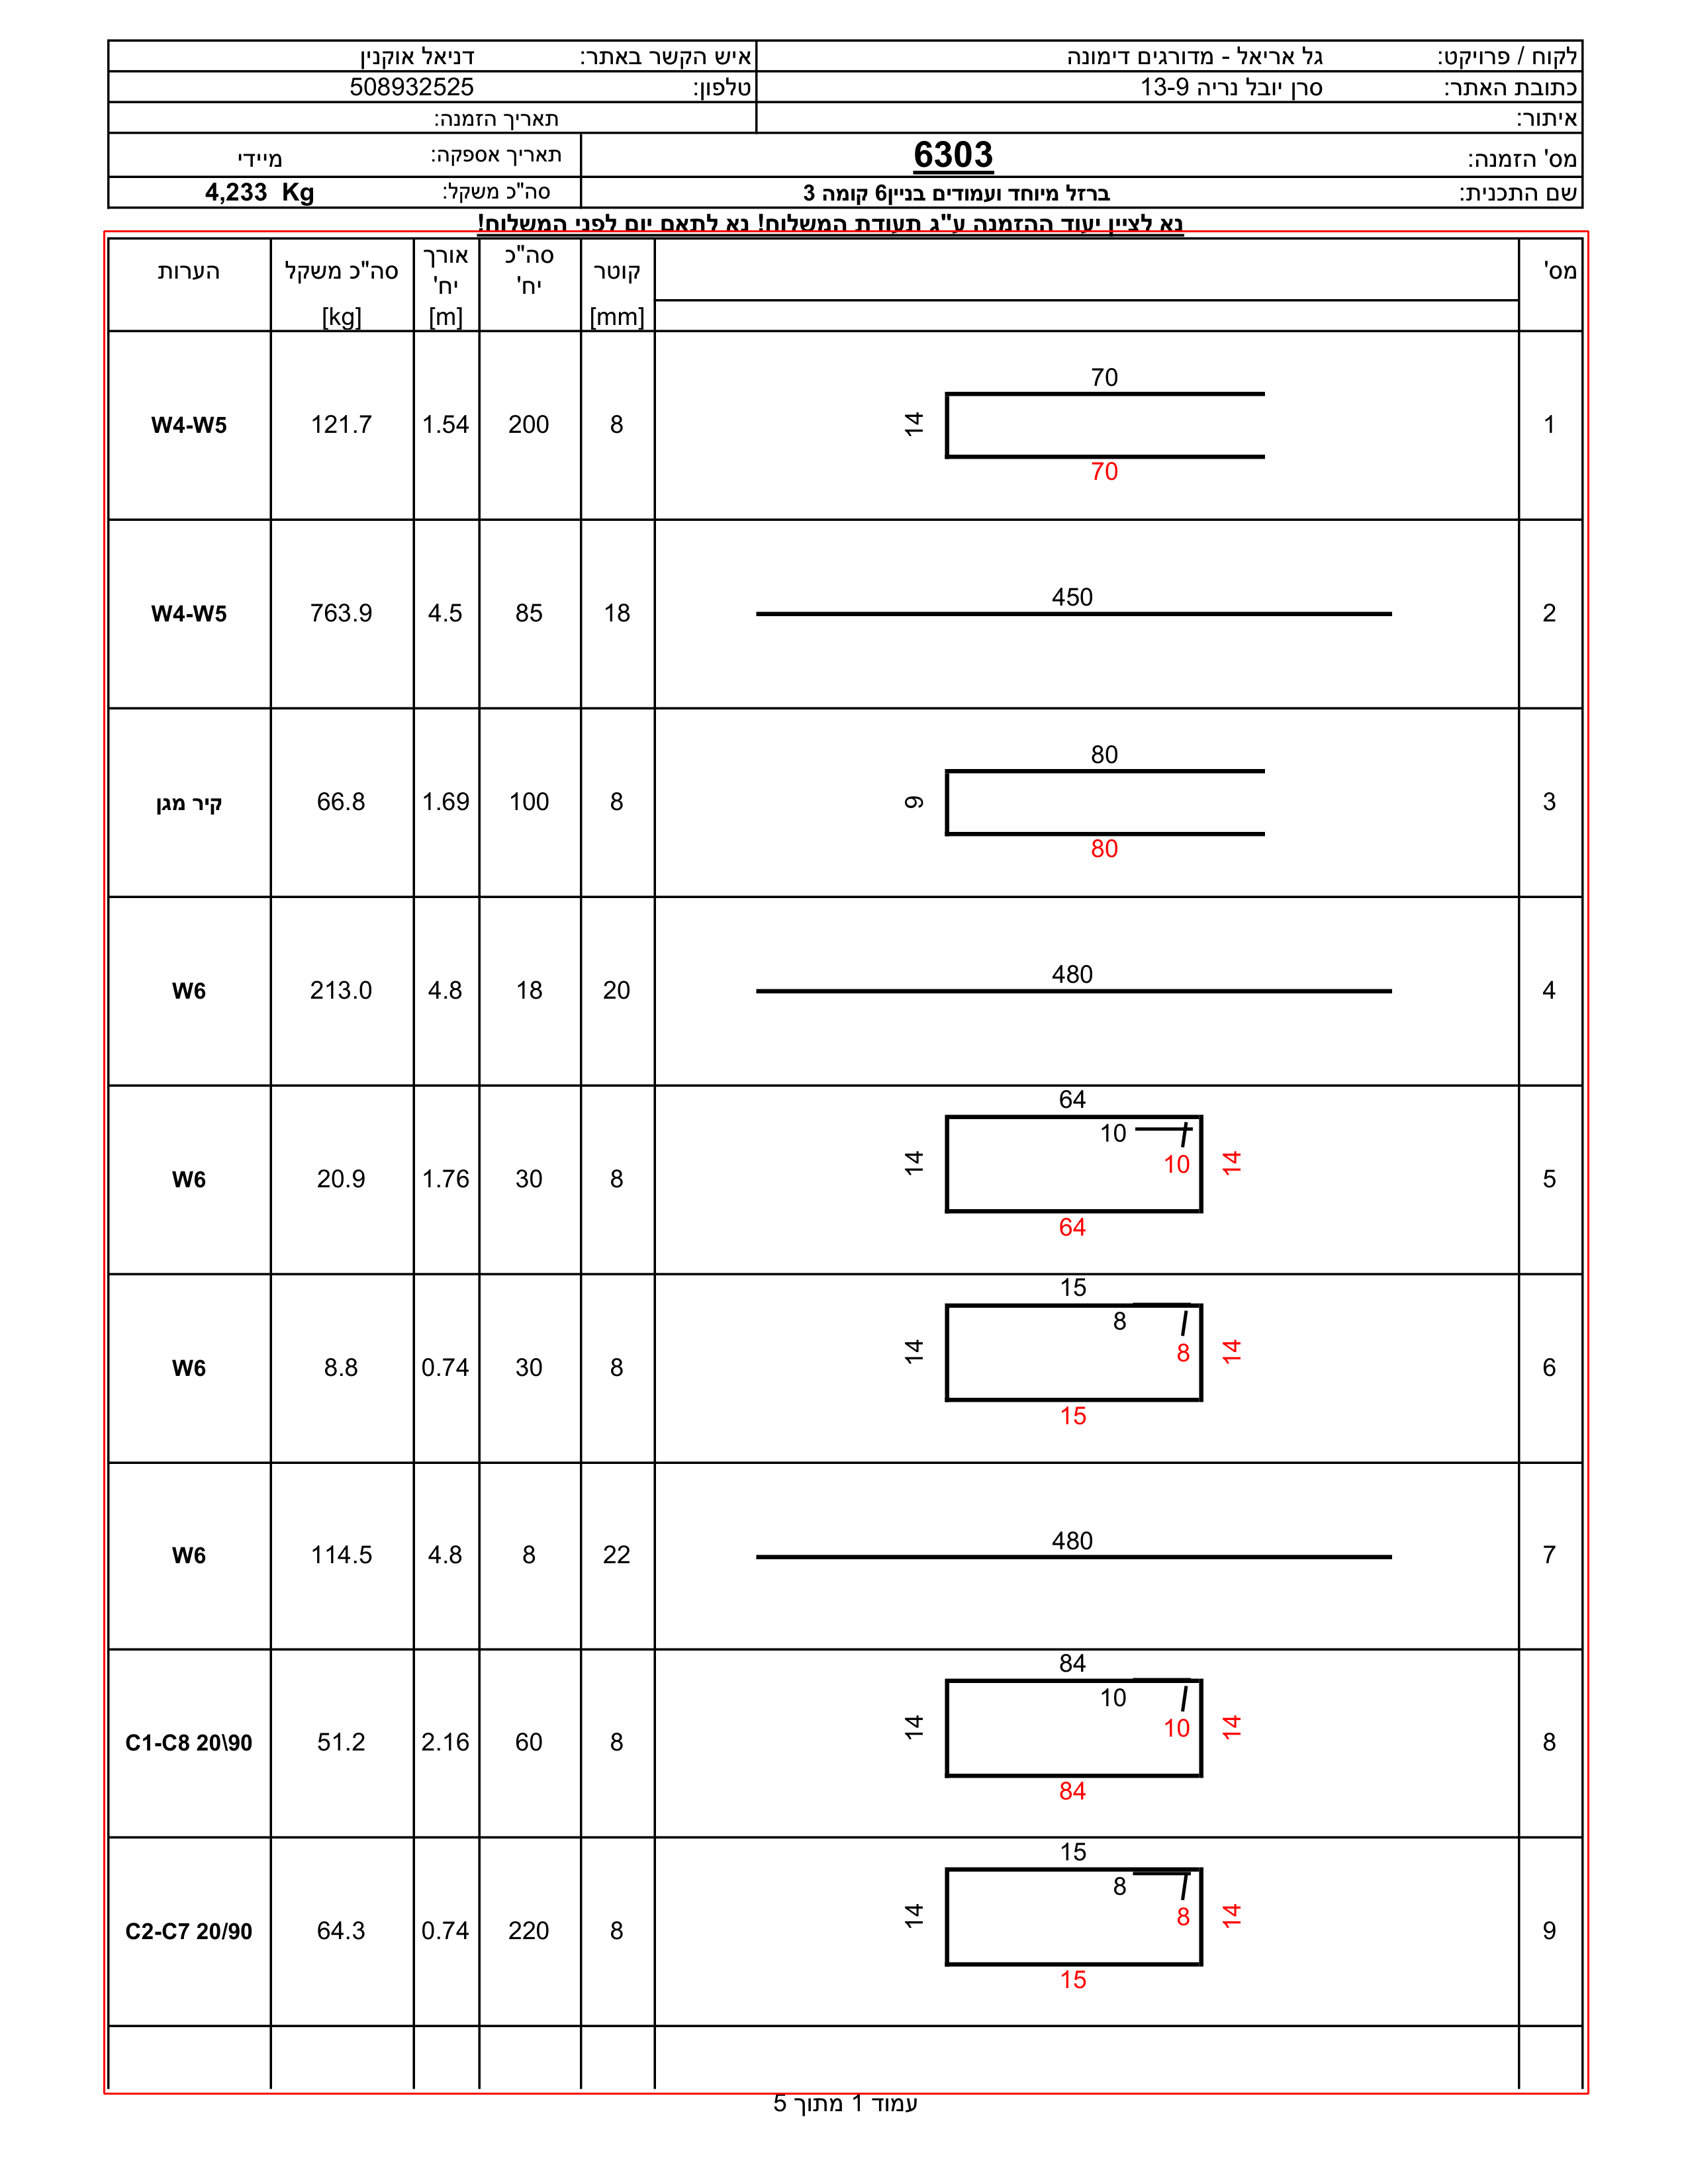 לקוח / פרויקט: גל אריאל - מדורגים דימונה איש הקשר באתר: דניאל אוקנין
כתובת האתר: סרן יובל נריה 13-9 טלפון: 508932525
איתור: תאריך הזמנה:
מס' הזמנה: 6303 תאריך אספקה: מיידי
שם התכנית: ברזל מיוחד ועמודים בניין6 קומה 3 סה"כ משקל: 4,233 Kg
נא לציין יעוד ההזמנה ע"ג תעודת המשלוח! נא לתאם יום לפני המשלוח!
מס' קוטר [mm] סה"כ יח' אורך יח' [m] סה"כ משקל [kg] הערות
70
1 14 8 200 1.54 121.7 W4-W5
70
450
2 18 85 4.5 763.9 W4-W5
80
3 9 8 100 1.69 66.8 קיר מגן
80
480
4 20 18 4.8 213.0 W6
64
10
14 10 14
5 8 30 1.76 20.9 W6
64
15
8
14 8 14
6 8 30 0.74 8.8 W6
15
480
7 22 8 4.8 114.5 W6
84
10
14 10 14
8 8 60 2.16 51.2 C1-C8 20\90
84
15
8
14 8 14
9 8 220 0.74 64.3 C2-C7 20/90
15
עמוד 1 מתוך 5